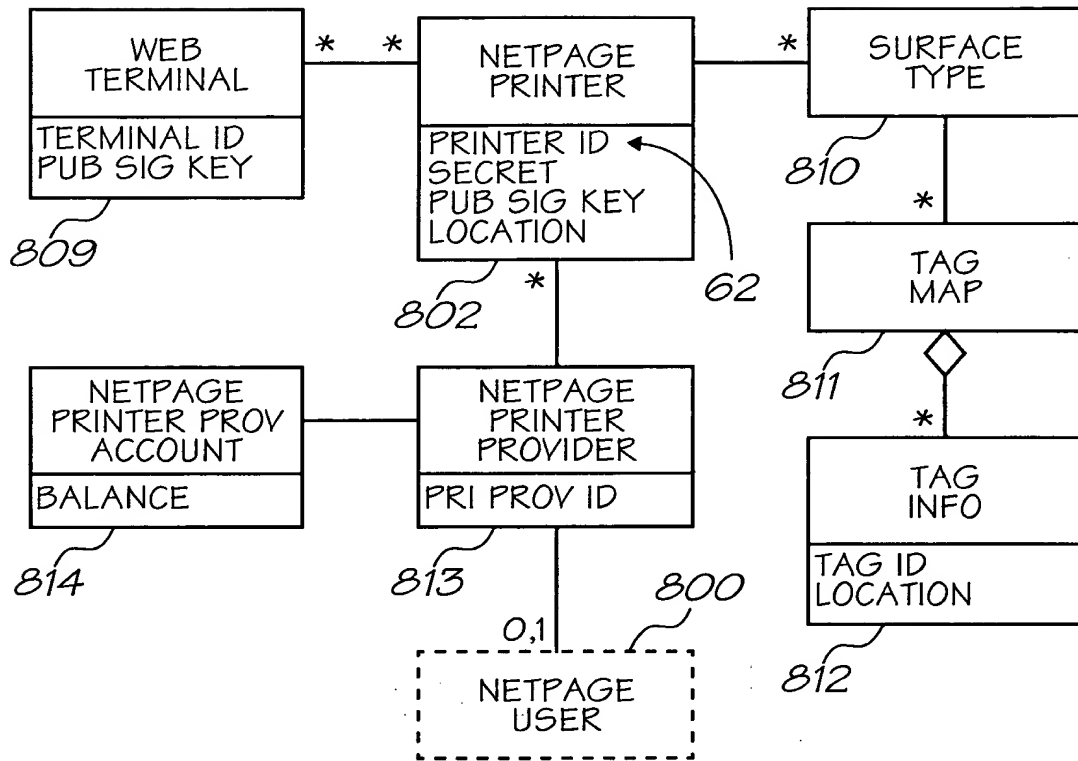 WEB
TERMINAL
TERMINAL ID
PUB SIG KEY
809
*
*
NETPAGE
PRINTER
PRINTER ID
SECRET
PUB SIG KEY
LOCATION
802
62
*
*
SURFACE
TYPE
810
*
TAG
MAP
811
*
TAG
INFO
TAG ID
LOCATION
812
NETPAGE
PRINTER PROV
ACCOUNT
BALANCE
814
NETPAGE
PRINTER
PROVIDER
PRI PROV ID
813
0,1
800
NETPAGE
USER